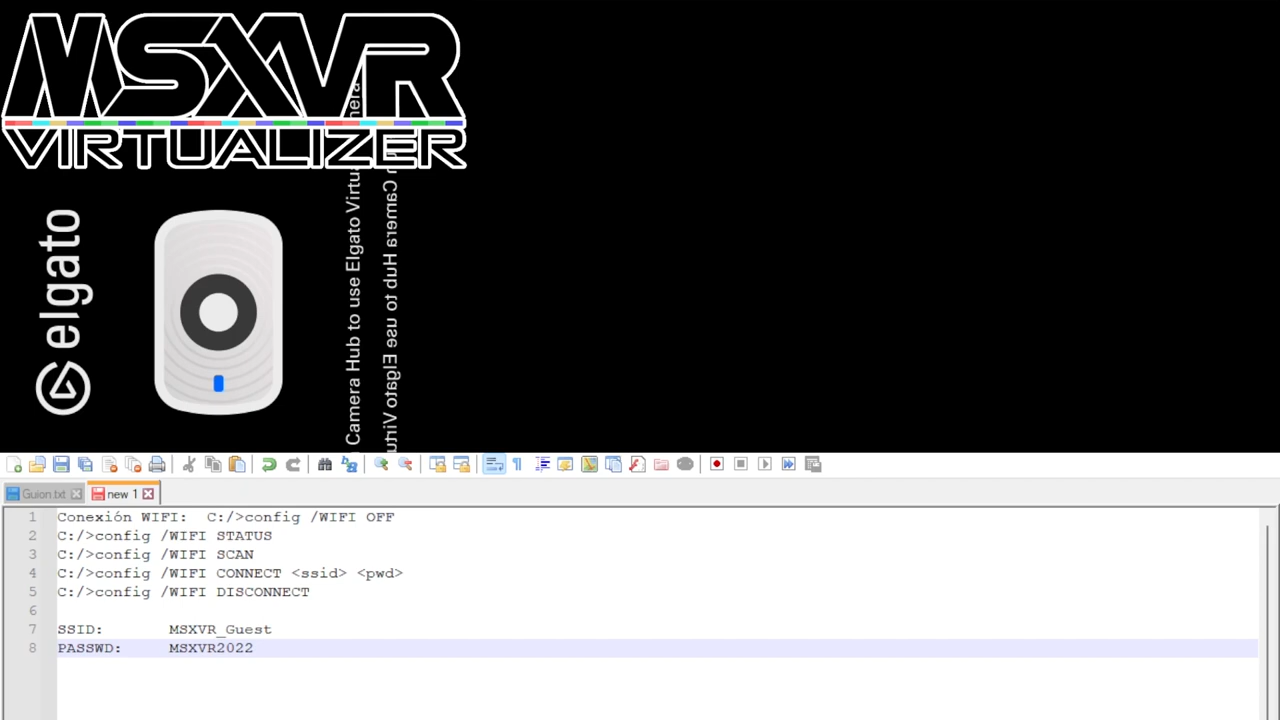 MSXVR
VIRTUALIZER
elgato
Camera Hub to use Elgato Virtua
Camera Hub to use Elgato Virtu
Guion.txt
new 1
1 Conexión WIFI:  C:/>config /WIFI OFF
2 C:/>config /WIFI STATUS
3 C:/>config /WIFI SCAN
4 C:/>config /WIFI CONNECT <ssid> <pwd>
5 C:/>config /WIFI DISCONNECT
6
7 SSID:       MSXVR_Guest
8 PASSWD:     MSXVR2022